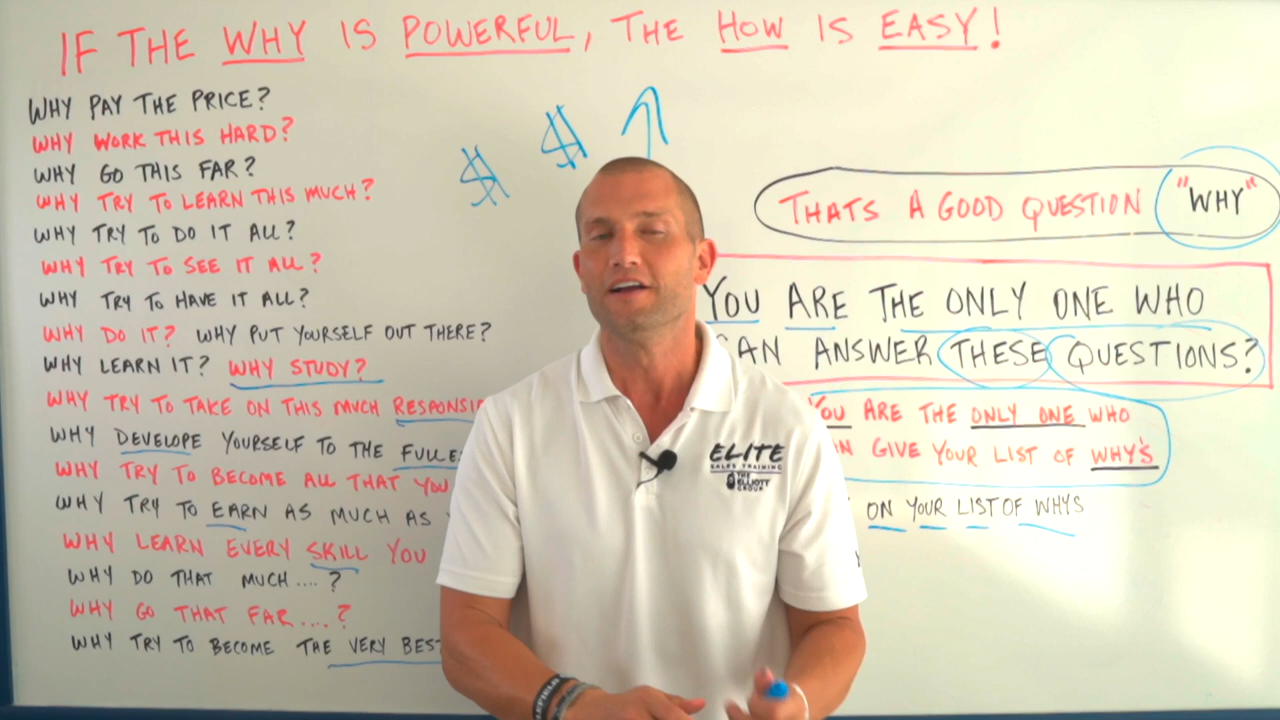 IF THE WHY IS POWERFUL, THE HOW IS EASY!
WHY PAY THE PRICE?
WHY WORK THIS HARD?
WHY GO THIS FAR?
WHY TRY TO LEARN THIS MUCH?
WHY TRY TO DO IT ALL?
WHY TRY TO SEE IT ALL?
WHY TRY TO HAVE IT ALL?
WHY DO IT? WHY PUT YOURSELF OUT THERE?
WHY LEARN IT? WHY STUDY?
WHY TRY TO TAKE ON THIS MUCH
WHY DEVELOPE YOURSELF TO THE
WHY TRY TO BECOME ALL THAT YOU
WHY TRY TO EARN AS MUCH AS
WHY LEARN EVERY SKILL YOU
WHY DO THAT MUCH....?
WHY GO THAT FAR....?
WHY TRY TO BECOME THE VERY BEST
$ $
THATS A GOOD QUESTION "WHY"
YOU ARE THE ONLY ONE WHO
ANSWER THESE QUESTIONS?
YOU ARE THE ONLY ONE WHO
GIVE YOUR LIST OF WHY'S
ON YOUR LIST OF WHYS
ELITE
SALES TRAINING
THE
ELLIOTT
GROUP